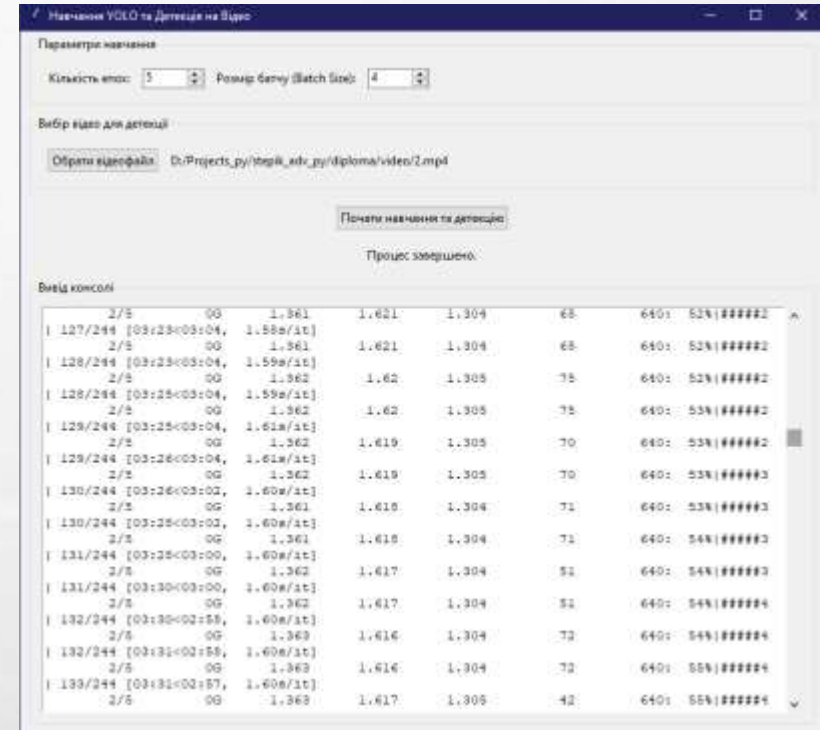 Навчання YOLO та Детекція на Відео
Параметри навчання
Кількість епох: 5 Розмір батчу (Batch Size): 4
Вибір відео для детекції
Обрати відеофайл D:/Projects_py/stepik_adv_py/diploma/video/2.mp4
Почати навчання та детекцію
Процес завершено.
Вивід консолі
2/5 0G 1.361 1.621 1.304 68 640: 52%|#####2
| 127/244 [03:23<03:04, 1.58s/it]
2/5 0G 1.361 1.621 1.304 68 640: 52%|#####2
| 128/244 [03:23<03:04, 1.59s/it]
2/5 0G 1.362 1.62 1.305 75 640: 52%|#####2
| 128/244 [03:25<03:04, 1.59s/it]
2/5 0G 1.362 1.62 1.305 75 640: 53%|#####2
| 129/244 [03:25<03:04, 1.61s/it]
2/5 0G 1.362 1.619 1.305 70 640: 53%|#####2
| 129/244 [03:26<03:04, 1.61s/it]
2/5 0G 1.362 1.619 1.305 70 640: 53%|#####3
| 130/244 [03:26<03:02, 1.60s/it]
2/5 0G 1.361 1.618 1.304 71 640: 53%|#####3
| 130/244 [03:28<03:02, 1.60s/it]
2/5 0G 1.361 1.618 1.304 71 640: 54%|#####3
| 131/244 [03:28<03:00, 1.60s/it]
2/5 0G 1.362 1.617 1.304 51 640: 54%|#####3
| 131/244 [03:30<03:00, 1.60s/it]
2/5 0G 1.362 1.617 1.304 51 640: 54%|#####4
| 132/244 [03:30<02:58, 1.60s/it]
2/5 0G 1.363 1.616 1.304 72 640: 54%|#####4
| 132/244 [03:31<02:58, 1.60s/it]
2/5 0G 1.363 1.616 1.304 72 640: 55%|#####4
| 133/244 [03:31<02:57, 1.60s/it]
2/5 0G 1.363 1.617 1.305 42 640: 55%|#####4